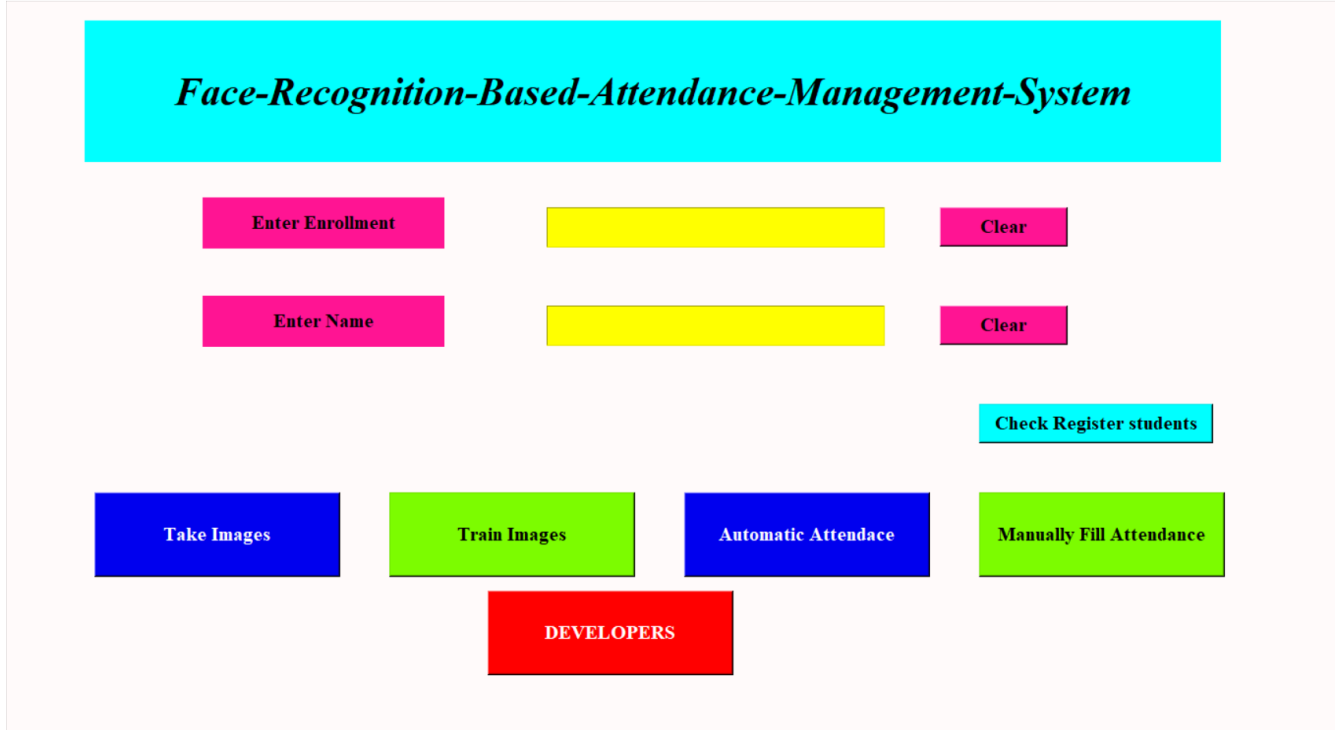 Face-Recognition-Based-Attendance-Management-System
Enter Enrollment
Clear
Enter Name
Clear
Check Register students
Take Images
Train Images
Automatic Attendace
Manually Fill Attendance
DEVELOPERS